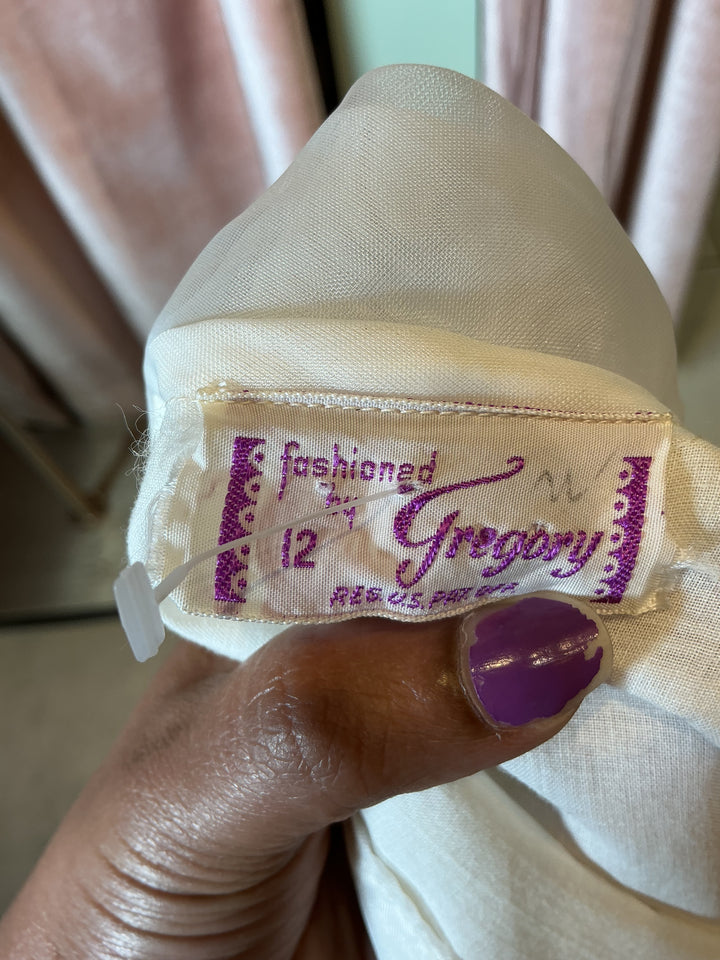 fashioned
by
12
Gregory
REG U.S. PAT OFF